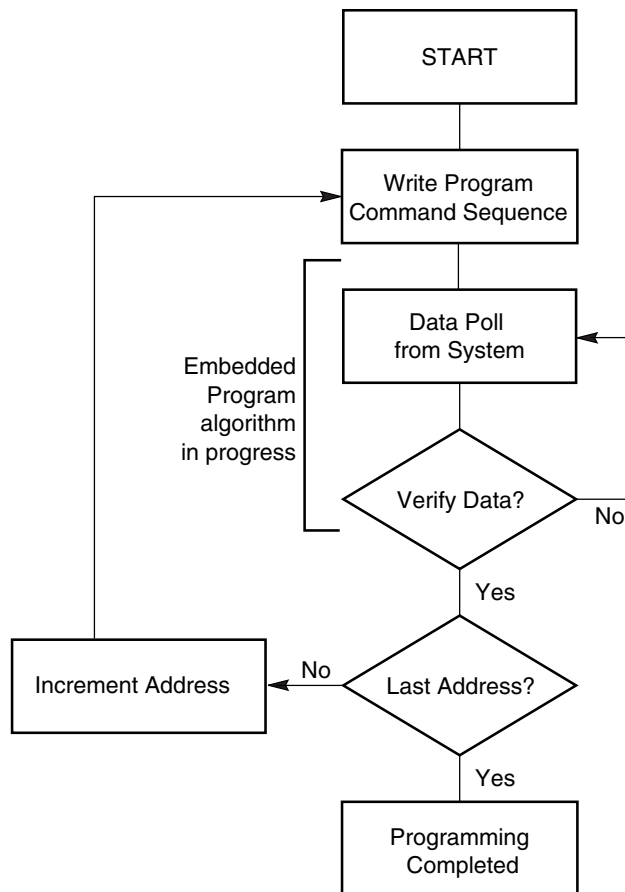 START
Write Program
Command Sequence
Data Poll
from System
Embedded
Program
algorithm
in progress
Verify Data?
No
Yes
Last Address?
No
Increment Address
Yes
Programming
Completed